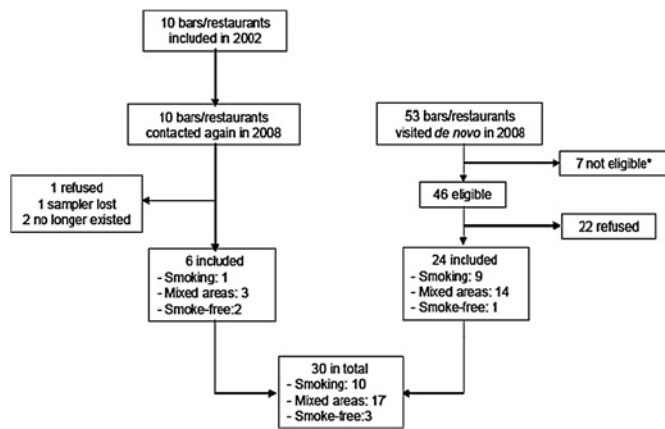 10 bars/restaurants
included in 2002
10 bars/restaurants
contacted again in 2008
53 bars/restaurants
visited de novo in 2008
1 refused
1 sampler lost
2 no longer existed
7 not eligible*
46 eligible
22 refused
6 included
- Smoking: 1
- Mixed areas: 3
- Smoke-free:2
24 included
- Smoking: 9
- Mixed areas: 14
- Smoke-free: 1
30 in total
- Smoking: 10
- Mixed areas: 17
- Smoke-free:3